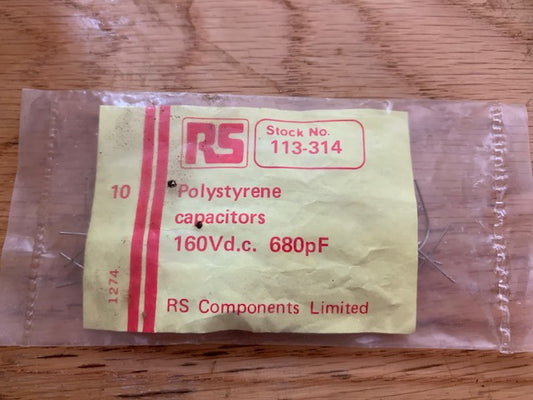 RS
Stock No.
113-314
10
Polystyrene
capacitors
160Vd.c. 680pF
1274
RS Components Limited